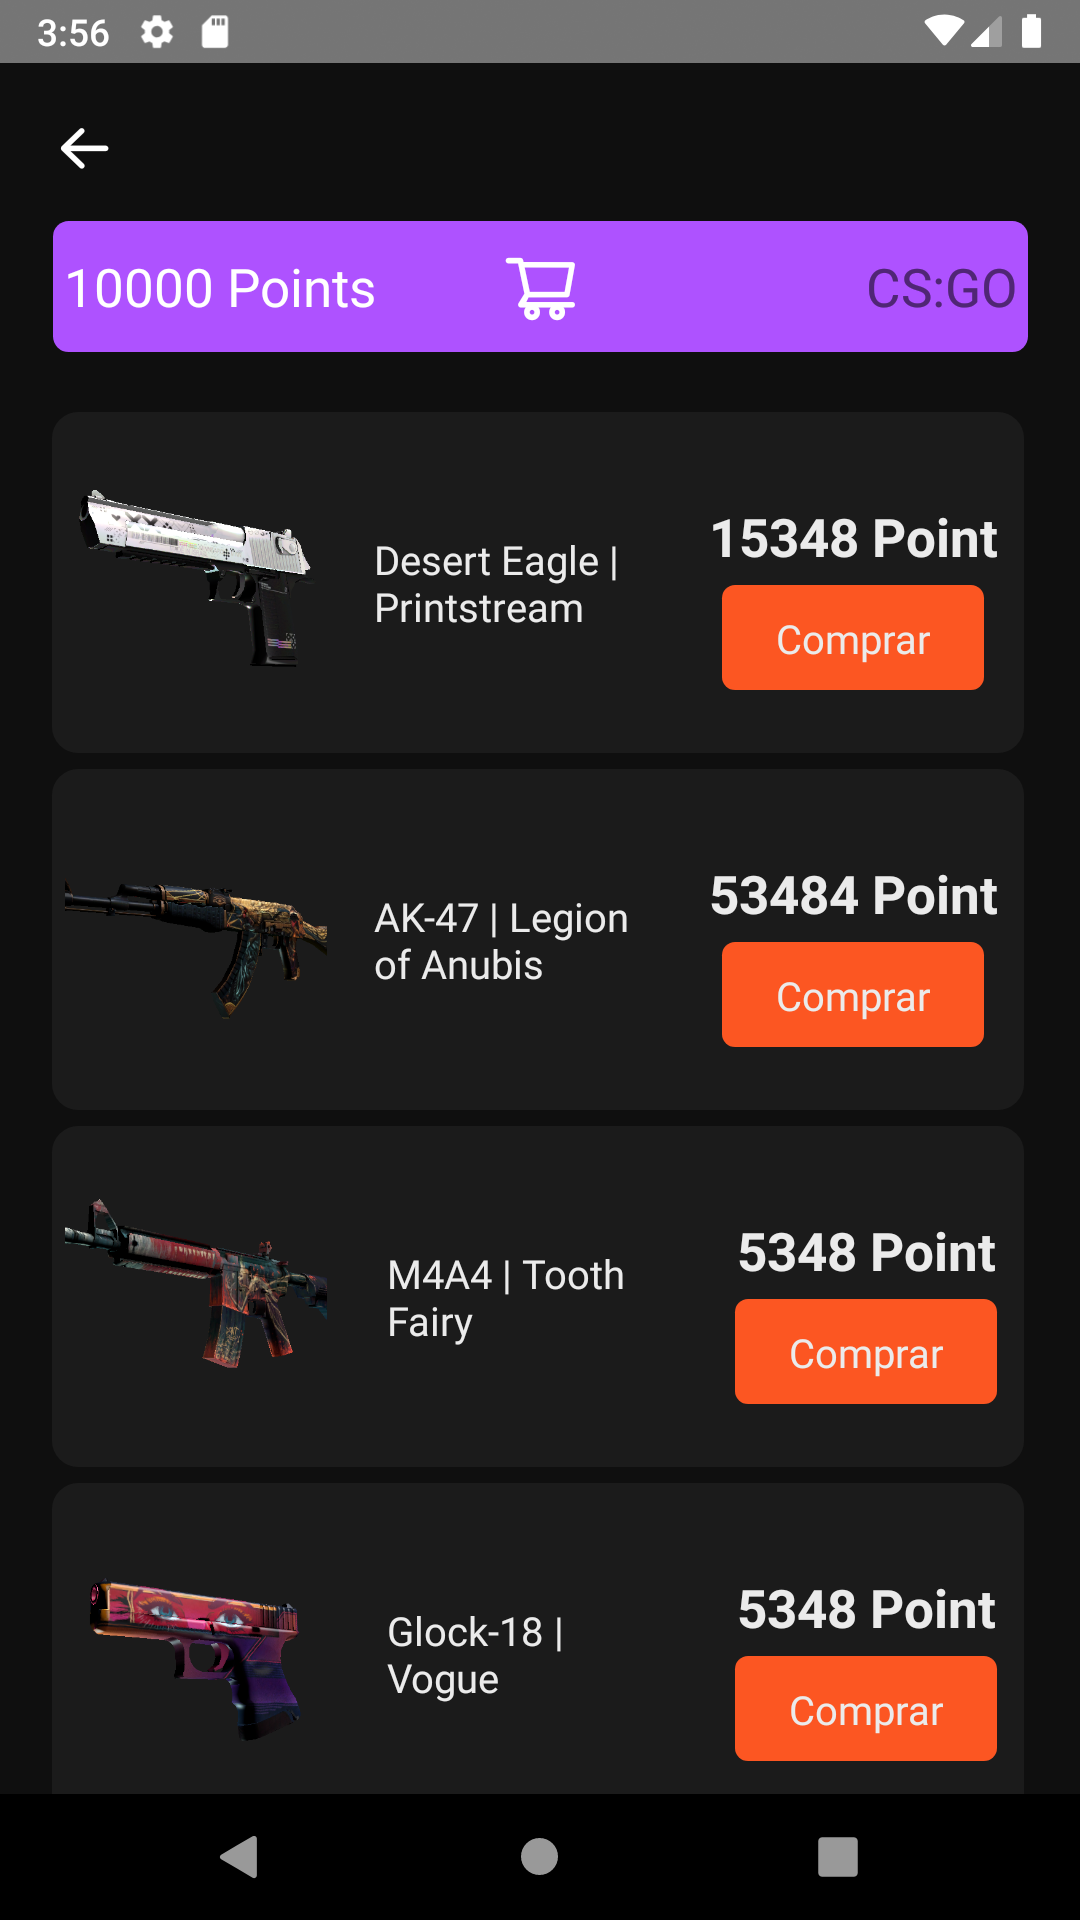 3:56
10000 Points
CS:GO
Desert Eagle |
Printstream
15348 Point
Comprar
AK-47 | Legion
of Anubis
53484 Point
Comprar
M4A4 | Tooth
Fairy
5348 Point
Comprar
Glock-18 |
Vogue
5348 Point
Comprar